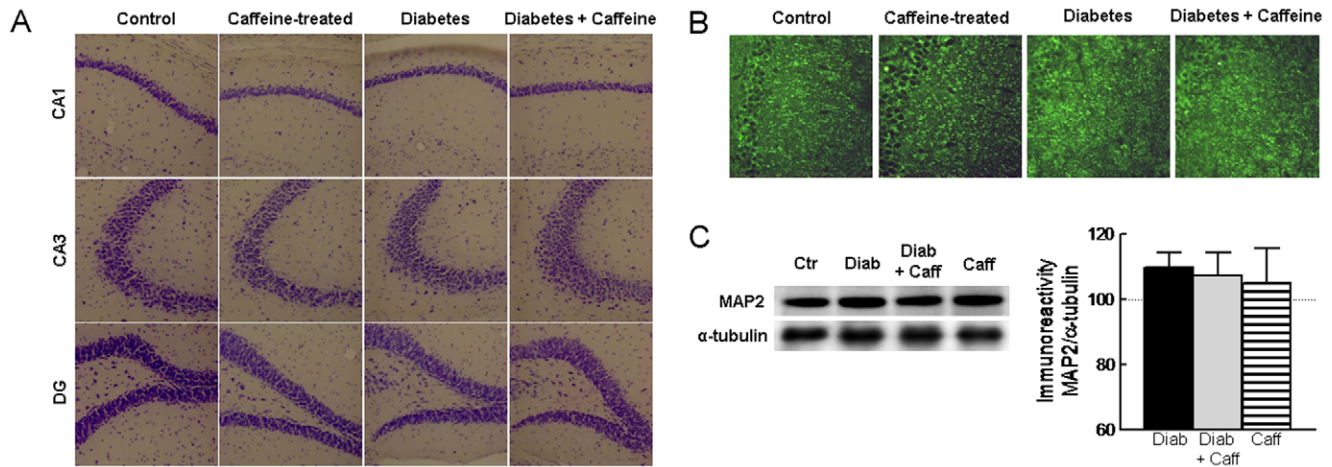 A
Control Caffeine-treated Diabetes Diabetes + Caffeine
CA1
CA3
DG
B
Control Caffeine-treated Diabetes Diabetes + Caffeine
C
Ctr Diab Diab + Caff Caff
MAP2
α-tubulin
Immunoreactivity
MAP2/α-tubulin
120
100
80
60
Diab Diab + Caff Caff